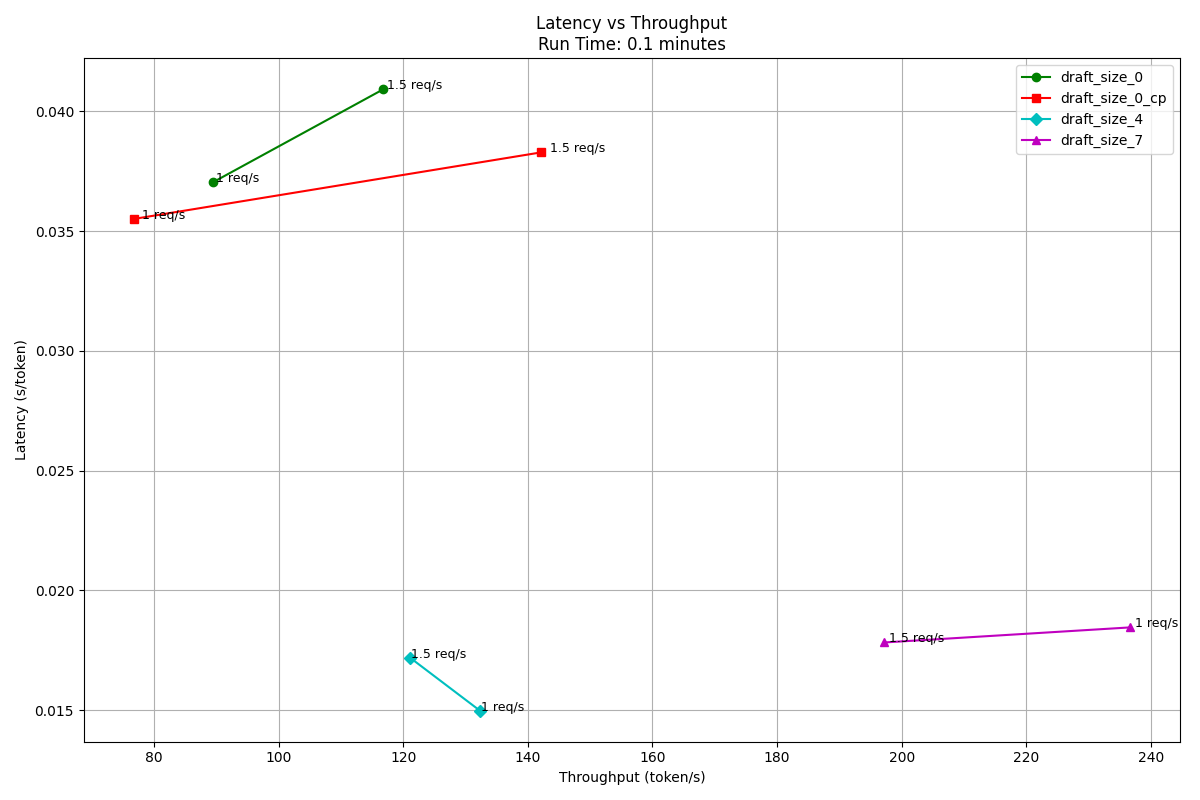 Latency vs Throughput
Run Time: 0.1 minutes
draft_size_0
draft_size_0_cp
draft_size_4
draft_size_7
1.5 req/s
1 req/s
1.5 req/s
1 req/s
1.5 req/s
1 req/s
1.5 req/s
1 req/s
Latency (s/token)
0.040
0.035
0.030
0.025
0.020
0.015
80 100 120 140 160 180 200 220 240
Throughput (token/s)